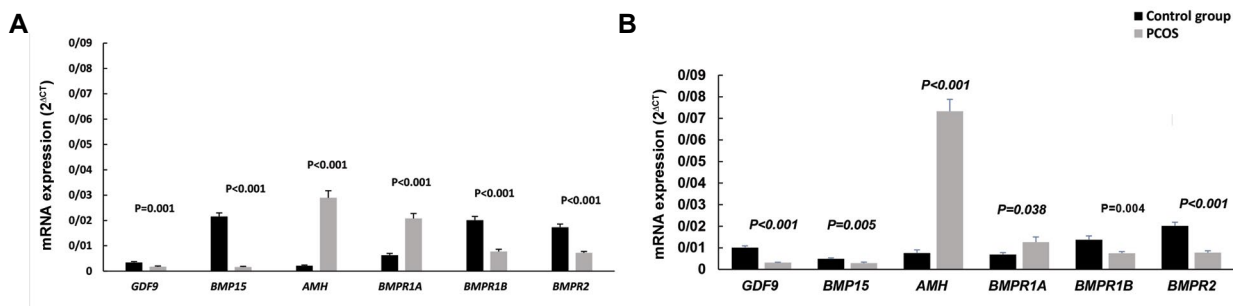 A
mRNA expression (2ΔCT)
0/09
0/08
0/07
0/06
0/05
0/04
0/03
0/02
0/01
0
P=0.001
P<0.001
P<0.001
P<0.001
P<0.001
P<0.001
GDF9 BMP15 AMH BMPR1A BMPR1B BMPR2
B
Control group
PCOS
mRNA expression (2ΔCT)
0/09
0/08
0/07
0/06
0/05
0/04
0/03
0/02
0/01
0
P<0.001
P=0.005
P<0.001
P=0.038
P=0.004
P<0.001
GDF9 BMP15 AMH BMPR1A BMPR1B BMPR2